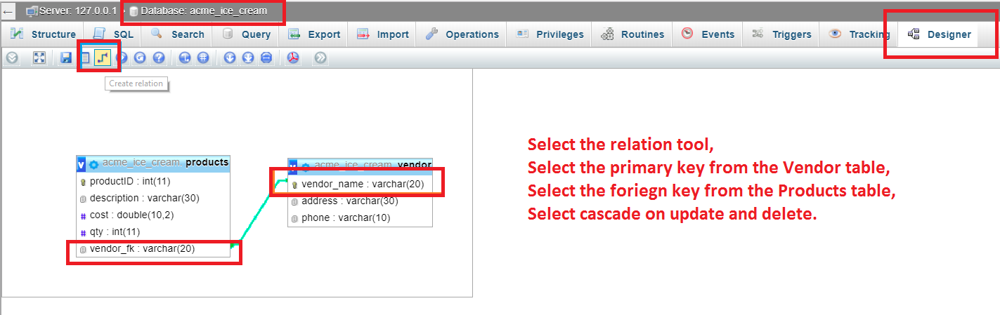 Server: 127.0.0.1 › Database: acme_ice_cream
Structure SQL Search Query Export Import Operations Privileges Routines Events Triggers Tracking Designer
Create relation
acme_ice_cream. products
productID : int(11)
description : varchar(30)
cost : double(10,2)
qty : int(11)
vendor_fk : varchar(20)
acme_ice_cream. vendor
vendor_name : varchar(20)
address : varchar(30)
phone : varchar(10)
Select the relation tool,
Select the primary key from the Vendor table,
Select the foriegn key from the Products table,
Select cascade on update and delete.